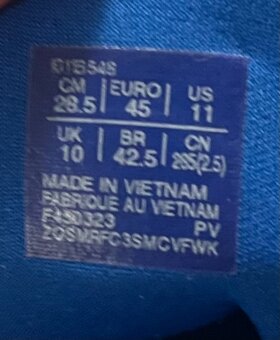 G1B54S
CM | EURO | US
28.5 | 45 | 11
UK | BR | CN
10 | 42.5 | 285(2.5)
MADE IN VIETNAM
FABRIQUE AU VIETNAM
F450323 PV
ZOSMRFC3SMCVFWK